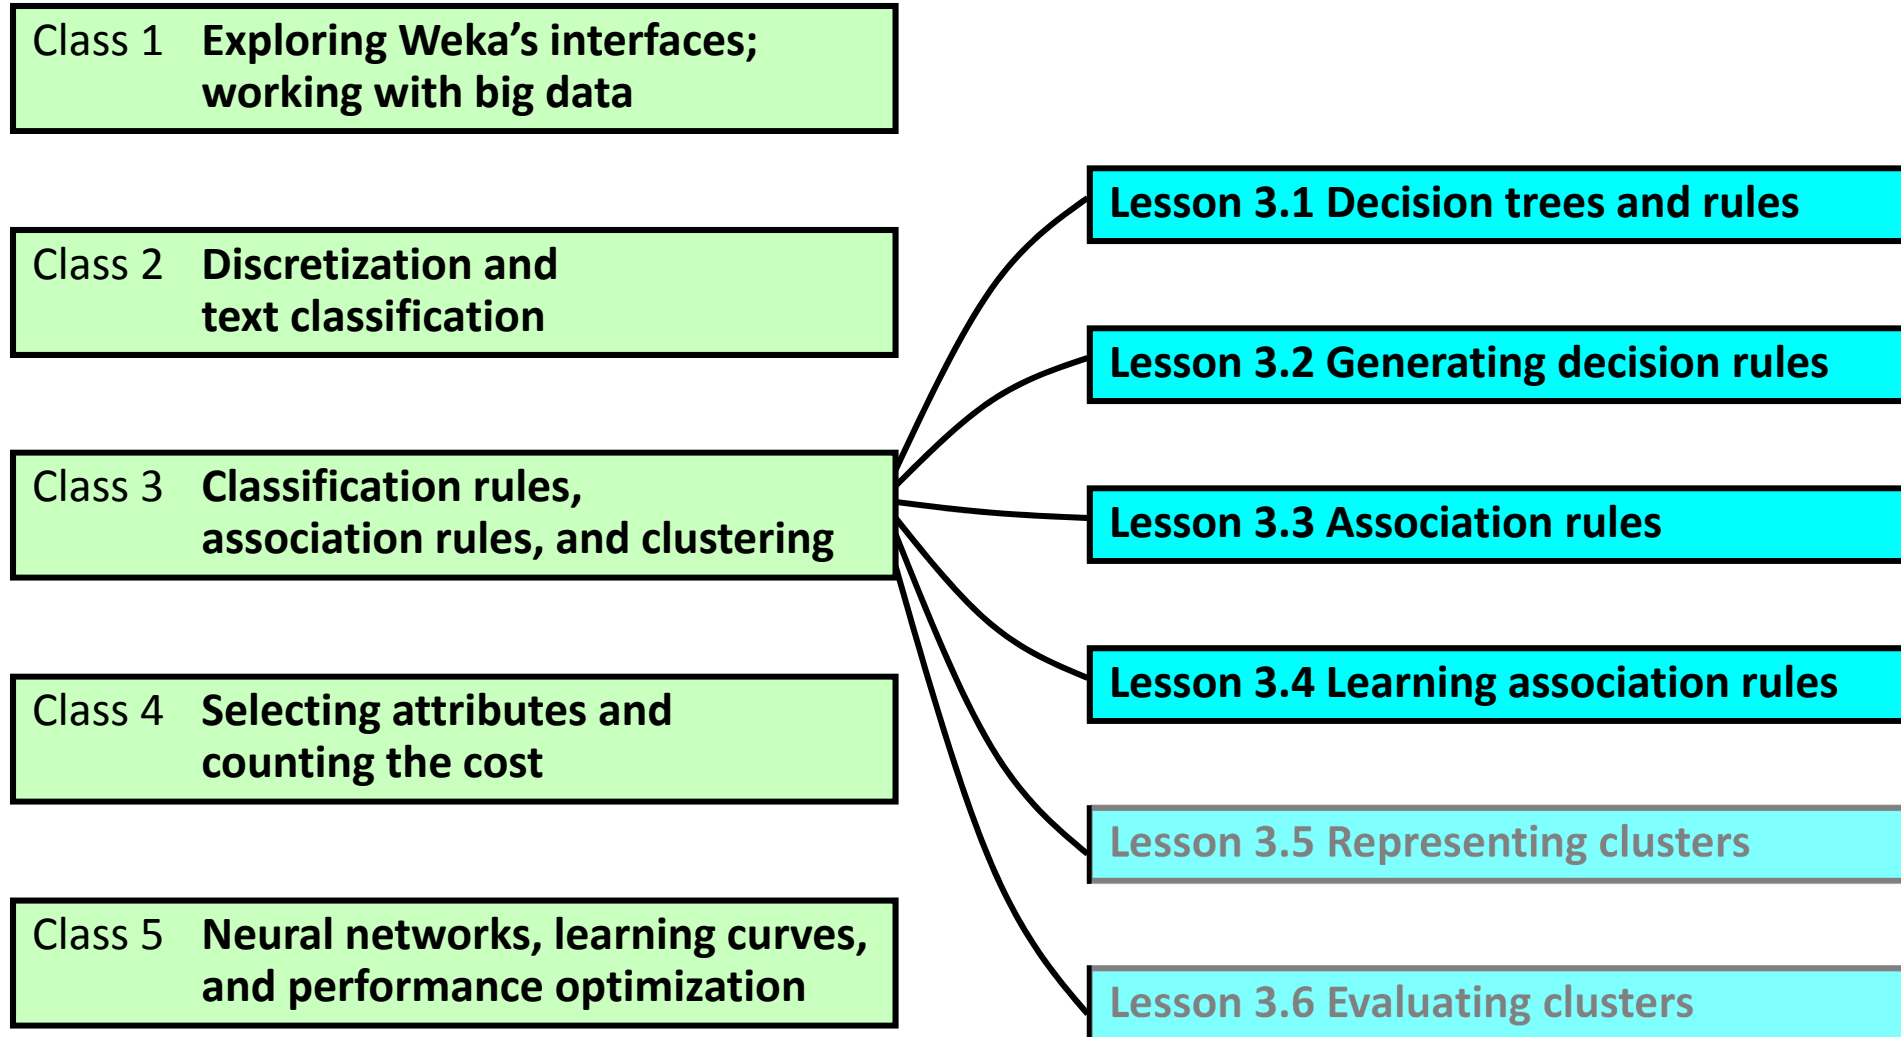 Class 1 Exploring Weka’s interfaces;
working with big data
Class 2 Discretization and
text classification
Class 3 Classification rules,
association rules, and clustering
Class 4 Selecting attributes and
counting the cost
Class 5 Neural networks, learning curves,
and performance optimization
Lesson 3.1 Decision trees and rules
Lesson 3.2 Generating decision rules
Lesson 3.3 Association rules
Lesson 3.4 Learning association rules
Lesson 3.5 Representing clusters
Lesson 3.6 Evaluating clusters